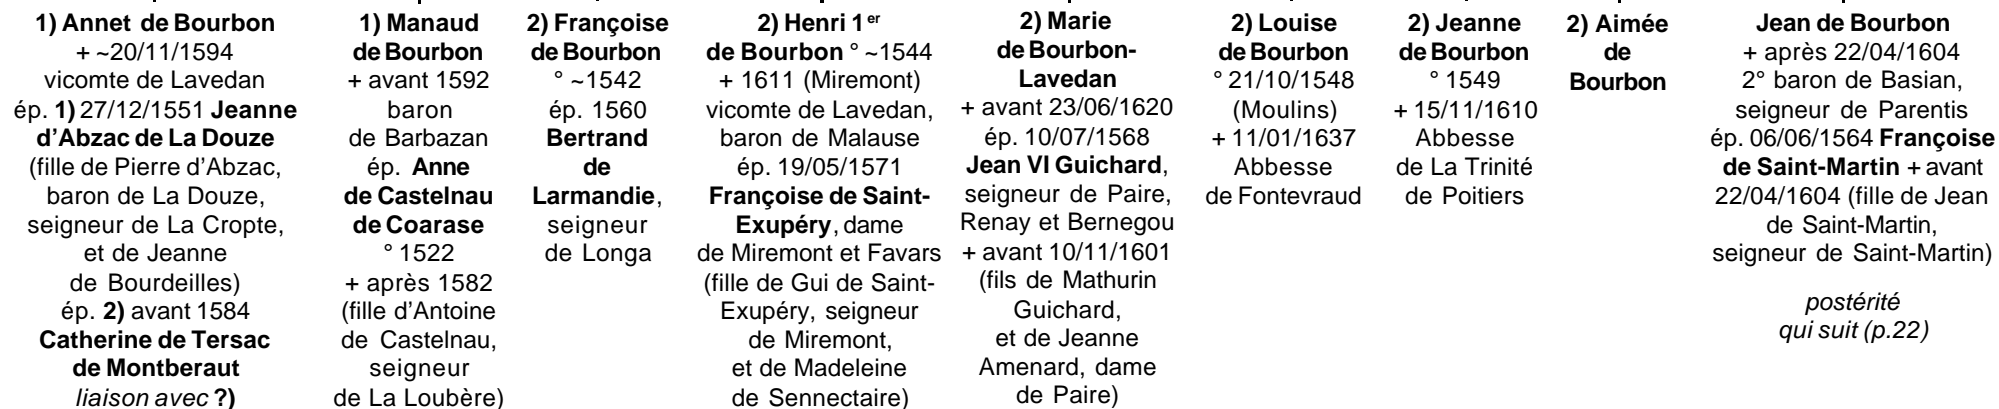 1) Annet de Bourbon
+ ~20/11/1594
vicomte de Lavedan
ép. 1) 27/12/1551 Jeanne
d’Abzac de La Douze
(fille de Pierre d’Abzac,
baron de La Douze,
seigneur de La Cropte,
et de Jeanne
de Bourdeilles)
ép. 2) avant 1584
Catherine de Tersac
de Montberaut
liaison avec ?)
1) Manaud
de Bourbon
+ avant 1592
baron
de Barbazan
ép. Anne
de Castelnau
de Coarase
° 1522
+ après 1582
(fille d’Antoine
de Castelnau,
seigneur
de La Loubère)
2) Françoise
de Bourbon
° ~1542
ép. 1560
Bertrand
de
Larmandie,
seigneur
de Longa
2) Henri 1er
de Bourbon ° ~1544
+ 1611 (Miremont)
vicomte de Lavedan,
baron de Malause
ép. 19/05/1571
Françoise de Saint-
Exupéry, dame
de Miremont et Favars
(fille de Gui de Saint-
Exupéry, seigneur
de Miremont,
et de Madeleine
de Sennectaire)
2) Marie
de Bourbon-
Lavedan
+ avant 23/06/1620
ép. 10/07/1568
Jean VI Guichard,
seigneur de Paire,
Renay et Bernegou
+ avant 10/11/1601
(fils de Mathurin
Guichard,
et de Jeanne
Amenard, dame
de Paire)
2) Louise
de Bourbon
° 21/10/1548
(Moulins)
+ 11/01/1637
Abbesse
de Fontevraud
2) Jeanne
de Bourbon
° 1549
+ 15/11/1610
Abbesse
de La Trinité
de Poitiers
2) Aimée
de
Bourbon
Jean de Bourbon
+ après 22/04/1604
2° baron de Basian,
seigneur de Parentis
ép. 06/06/1564 Françoise
de Saint-Martin + avant
22/04/1604 (fille de Jean
de Saint-Martin,
seigneur de Saint-Martin)
postérité
qui suit (p.22)